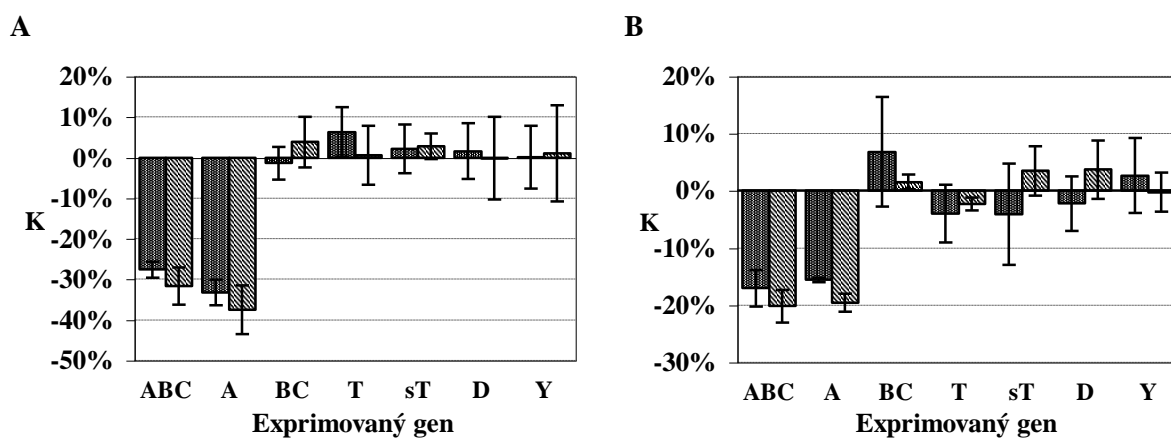 A
20%
10%
0%
-10%
-20%
-30%
-40%
-50%
K
ABC A BC T sT D Y
Exprimovaný gen
B
20%
10%
0%
-10%
-20%
-30%
K
ABC A BC T sT D Y
Exprimovaný gen